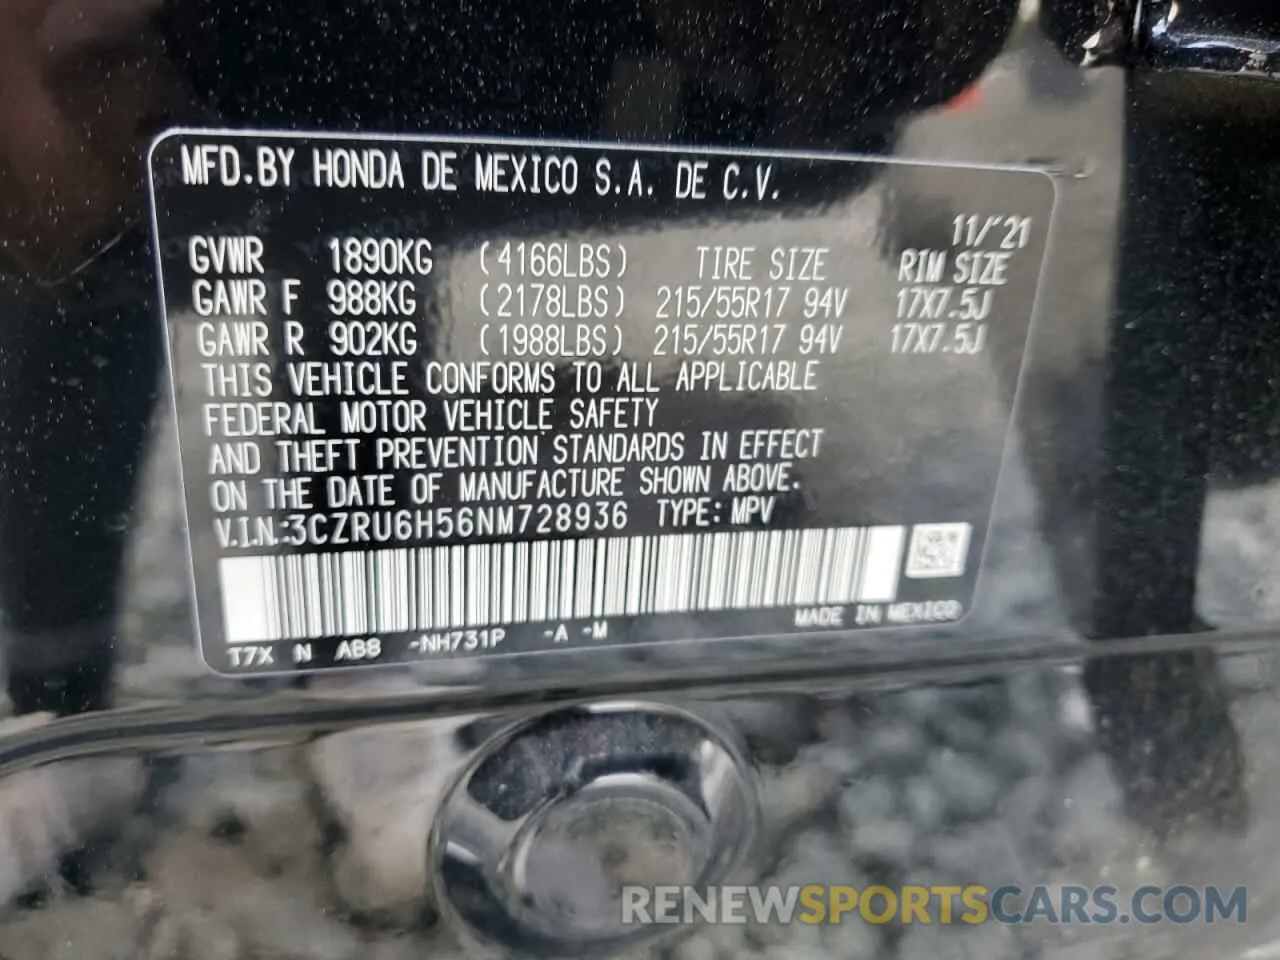 MFD.BY HONDA DE MEXICO S.A. DE C.V.
11/'21
GVWR 1890KG (4166LBS) TIRE SIZE RIM SIZE
GAWR F 988KG (2178LBS) 215/55R17 94V 17X7.5J
GAWR R 902KG (1988LBS) 215/55R17 94V 17X7.5J
THIS VEHICLE CONFORMS TO ALL APPLICABLE
FEDERAL MOTOR VEHICLE SAFETY
AND THEFT PREVENTION STANDARDS IN EFFECT
ON THE DATE OF MANUFACTURE SHOWN ABOVE.
V.I.N.:3CZRU6H56NM728936 TYPE: MPV
MADE IN MEXICO
T7X N AB8 -NH731P -A -M
RENEWSPORTSCARS.COM